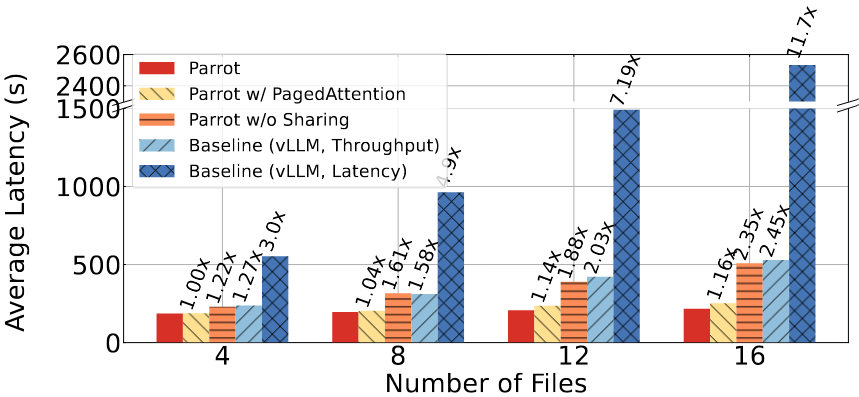 Average Latency (s)
2600
2400
1500
1000
500
0
Parrot
Parrot w/ PagedAttention
Parrot w/o Sharing
Baseline (vLLM, Throughput)
Baseline (vLLM, Latency)
1.00x
1.22x
1.27x
3.0x
1.04x
1.61x
1.58x
4.9x
1.14x
1.88x
2.03x
7.19x
1.16x
2.35x
2.45x
11.7x
4
8
12
16
Number of Files